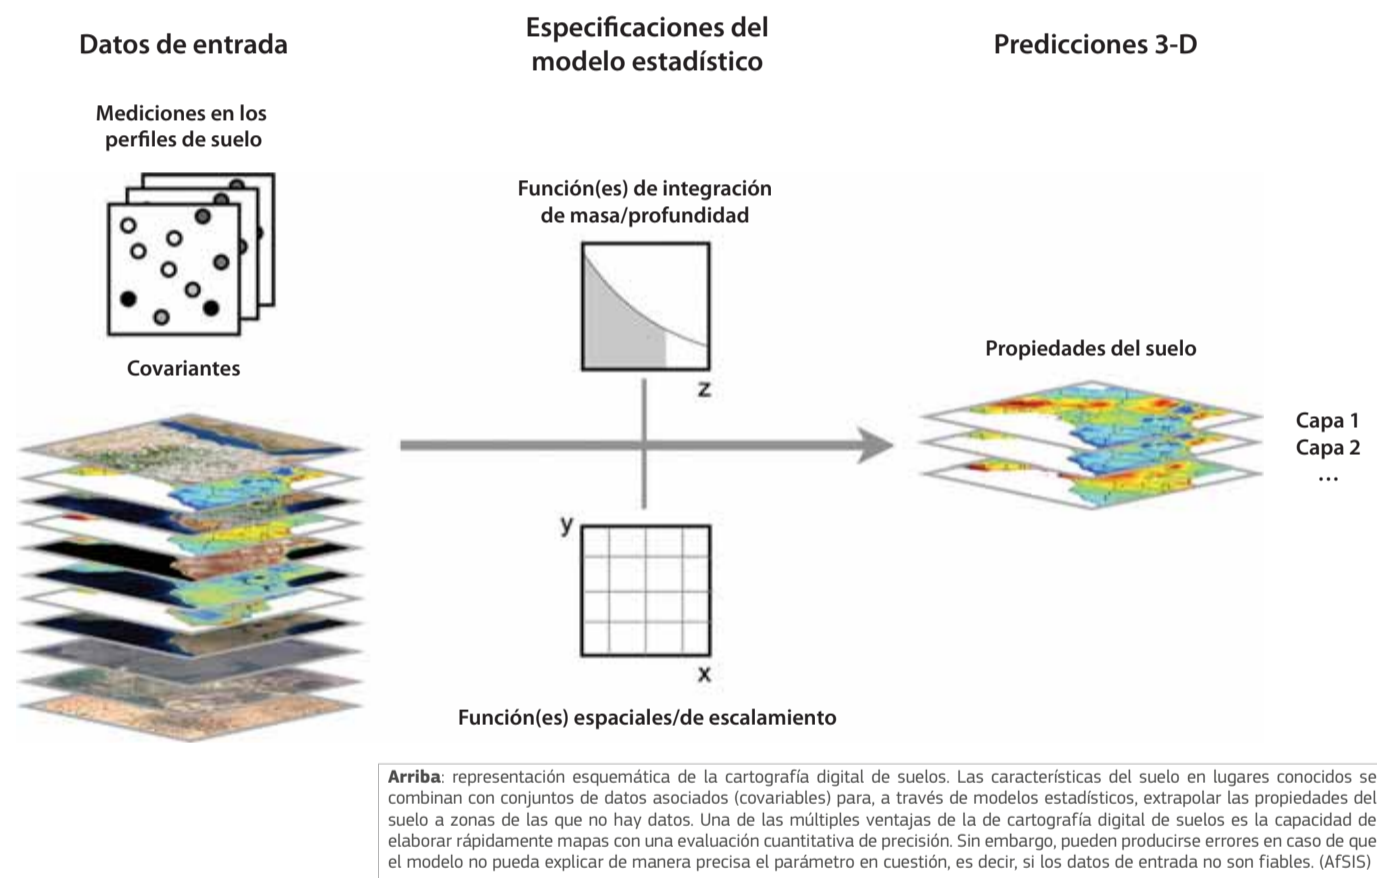 Datos de entrada
Especificaciones del
modelo estadístico
Predicciones 3-D
Mediciones en los
perfiles de suelo
Covariantes
Función(es) de integración
de masa/profundidad
z
y
x
Función(es) espaciales/de escalamiento
Propiedades del suelo
Capa 1
Capa 2
...
Arriba: representación esquemática de la cartografía digital de suelos. Las características del suelo en lugares conocidos se
combinan con conjuntos de datos asociados (covariables) para, a través de modelos estadísticos, extrapolar las propiedades del
suelo a zonas de las que no hay datos. Una de las múltiples ventajas de la de cartografía digital de suelos es la capacidad de
elaborar rápidamente mapas con una evaluación cuantitativa de precisión. Sin embargo, pueden producirse errores en caso de que
el modelo no pueda explicar de manera precisa el parámetro en cuestión, es decir, si los datos de entrada no son fiables. (AfSIS)